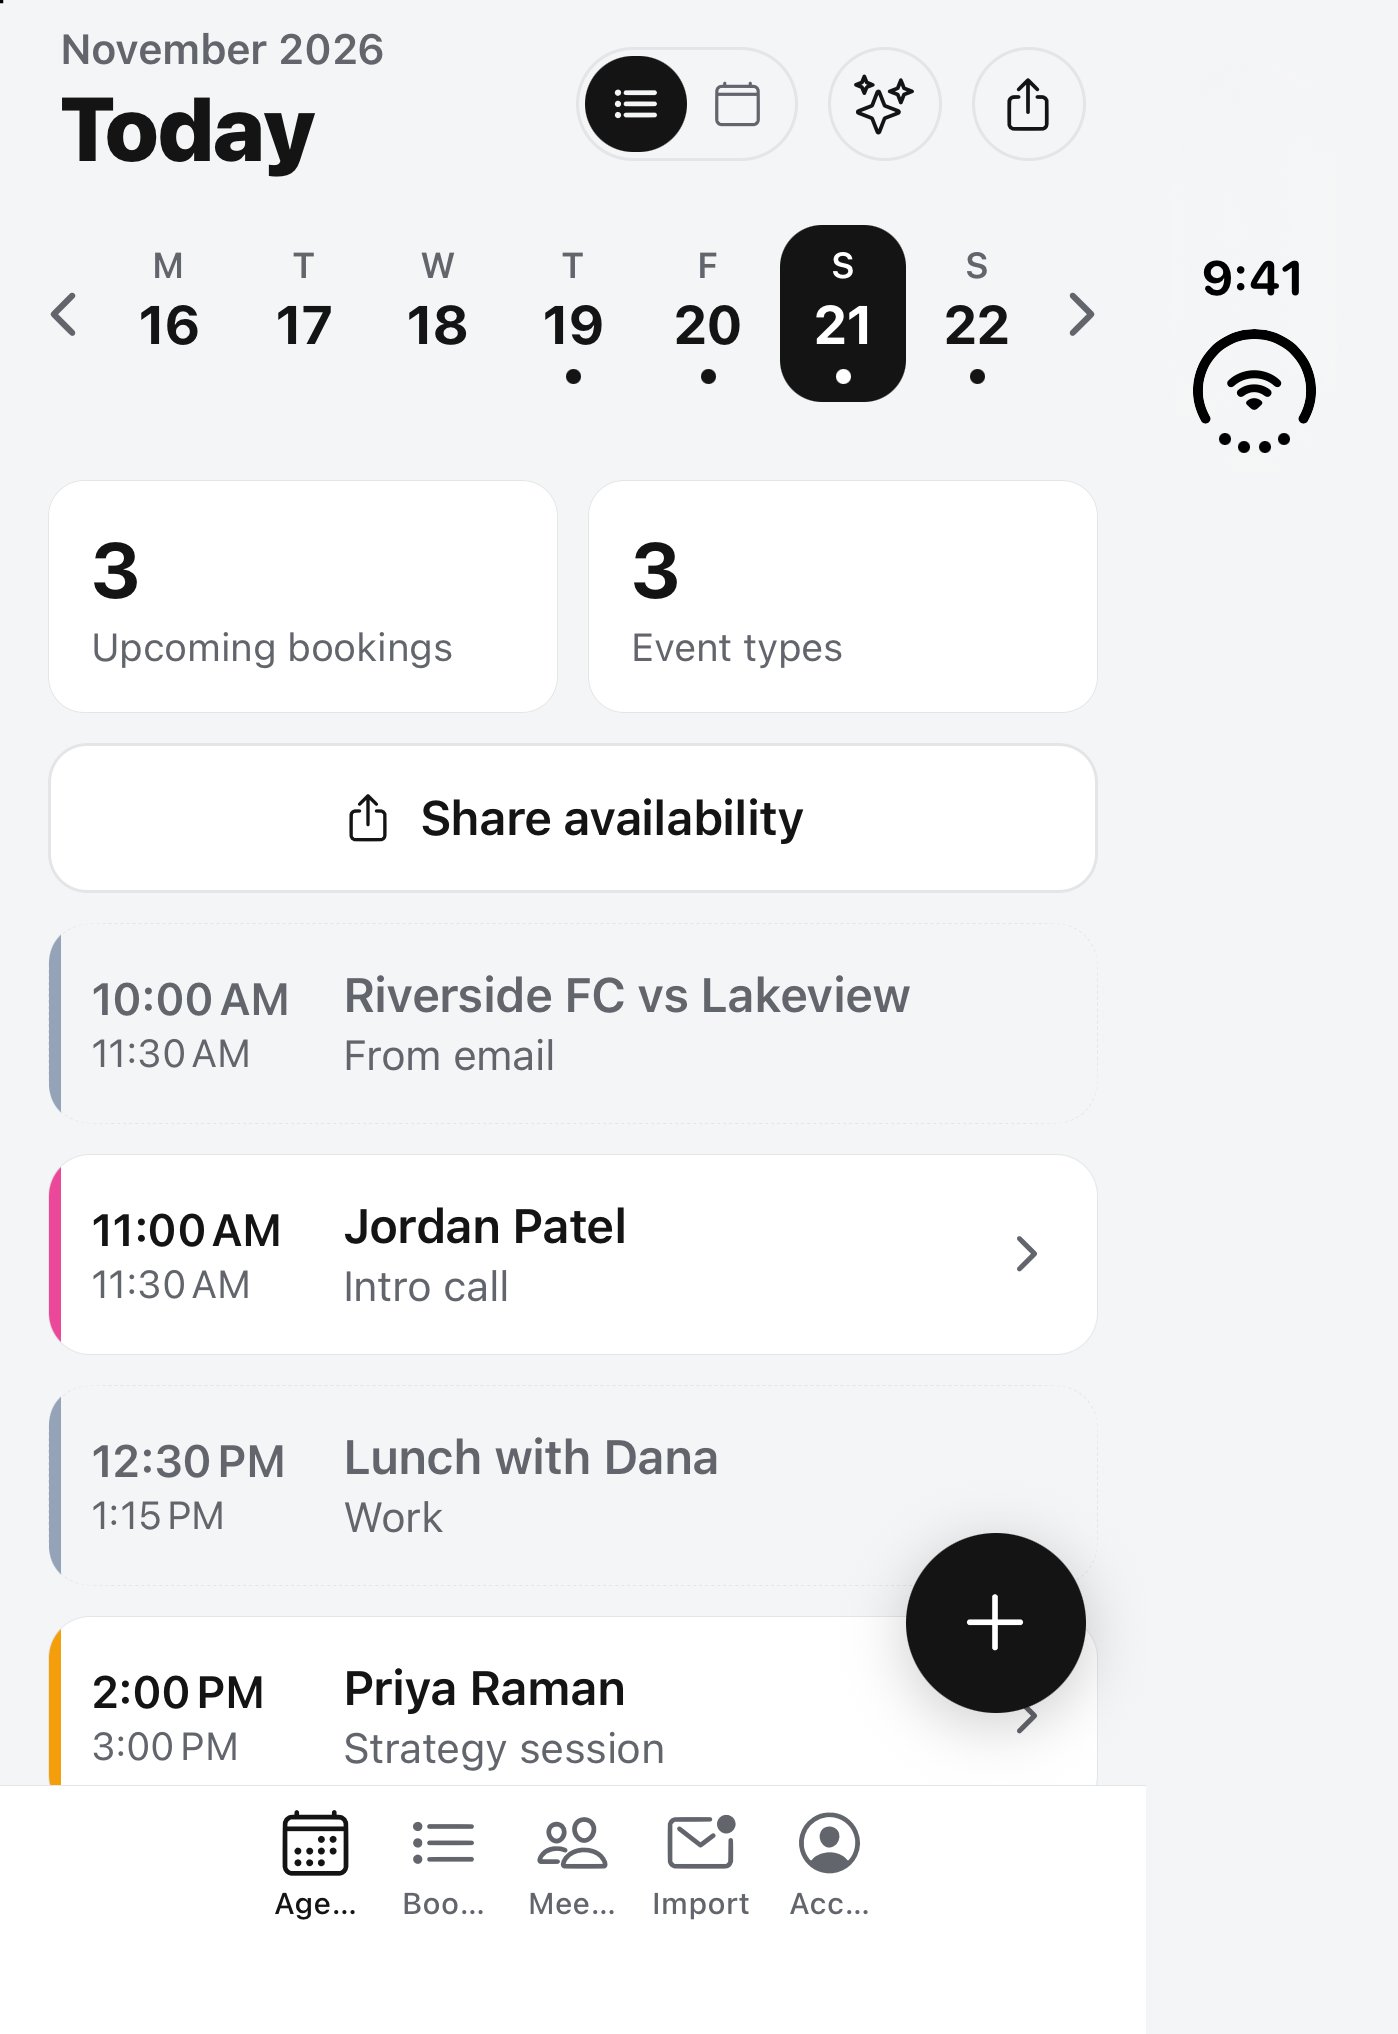 November 2026
Today
M T W T F S S
16 17 18 19 20 21 22
9:41
3
Upcoming bookings
3
Event types
Share availability
10:00 AM Riverside FC vs Lakeview
11:30 AM From email
11:00 AM Jordan Patel
11:30 AM Intro call
12:30 PM Lunch with Dana
1:15 PM Work
2:00 PM Priya Raman
3:00 PM Strategy session
Age... Boo... Mee... Import Acc...